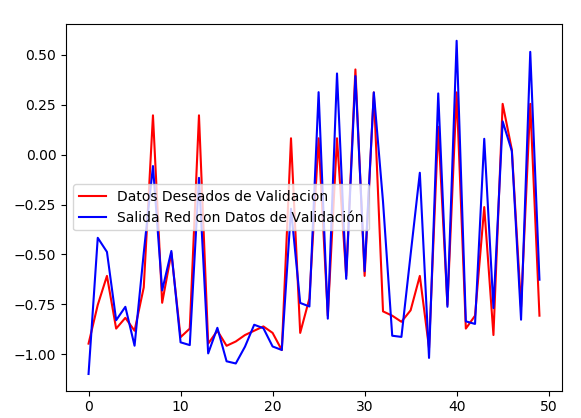 0.50
0.25
0.00
−0.25
−0.50
−0.75
−1.00
Datos Deseados de Validacion
Salida Red con Datos de Validación
0 10 20 30 40 50